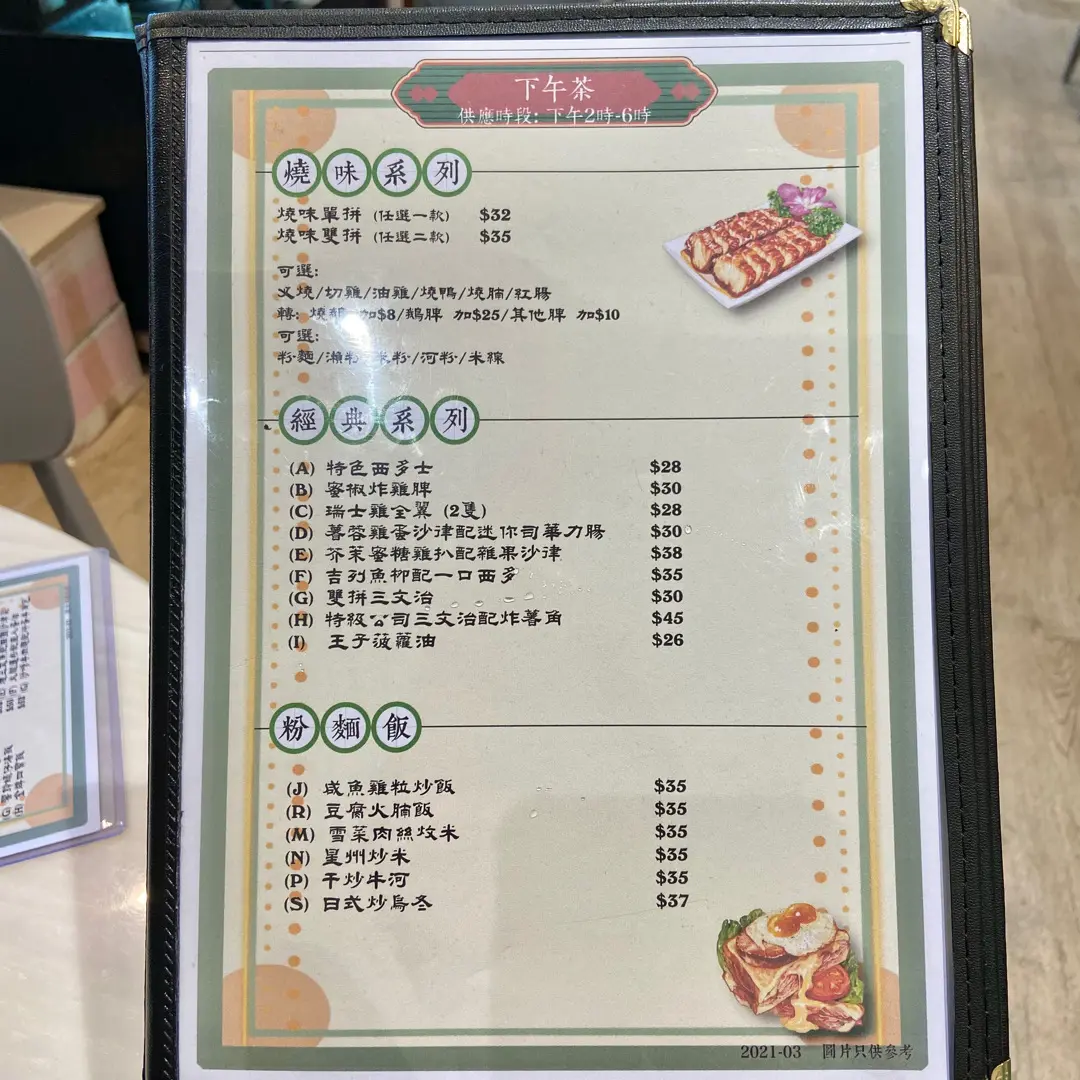 下午茶
供應時段: 下午2時-6時
燒味系列
燒味單拼 (任選一款) $32
燒味雙拼 (任選二款) $35
可選:
叉燒/切雞/油雞/燒鴨/燒腩/紅腸
轉: 燒鵝 加$8/鵝髀 加$25/其他髀 加$10
可選:
粉麵/瀨粉/米粉/河粉/米線
經典系列
(A) 特色西多士 $28
(B) 蜜椒炸雞髀 $30
(C) 瑞士雞全翼 (2隻) $28
(D) 薯蓉雞蛋沙律配迷你司華力腸 $30
(E) 芥茉蜜糖雞扒配雜果沙律 $38
(F) 吉列魚柳配一口西多 $35
(G) 雙拼三文治 $30
(H) 特級公司三文治配炸薯角 $45
(I) 王子菠蘿油 $26
粉麵飯
(J) 咸魚雞粒炒飯 $35
(R) 豆腐火腩飯 $35
(M) 雪菜肉絲炆米 $35
(N) 星州炒米 $35
(P) 干炒牛河 $35
(S) 日式炒烏冬 $37
2021-03 圖片只供參考